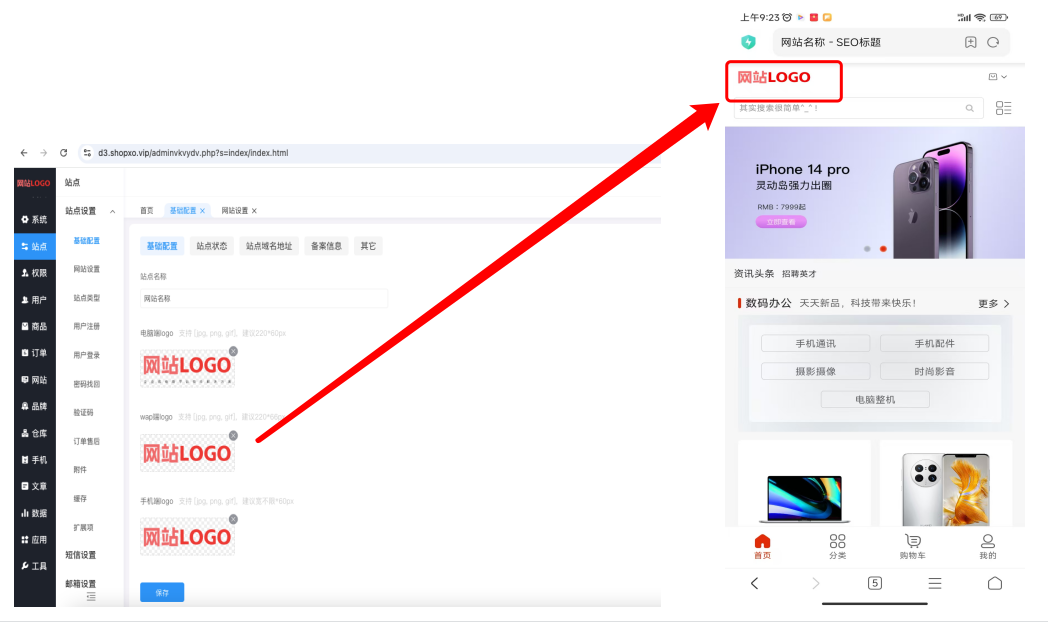 d3.shopxo.vip/adminvkvydv.php?s=index/index.html
网站LOGO
系统
站点
权限
用户
商品
订单
网站
品牌
仓库
手机
文章
数据
应用
工具
站点
站点设置
基础配置
网站设置
站点类型
用户注册
用户登录
密码找回
验证码
订单售后
附件
缓存
扩展项
短信设置
邮箱设置
首页 基础配置 × 网站设置 ×
基础配置 站点状态 站点域名地址 备案信息 其它
站点名称
网站名称
电脑端logo 支持 [jpg, png, gif]，建议220*60px
网站LOGO
wap端logo 支持 [jpg, png, gif]，建议220*66px
网站LOGO
手机端logo 支持 [jpg, png, gif]，建议宽不限*60px
网站LOGO
保存
上午9:23 69
网站名称 - SEO标题
网站LOGO
其实搜索很简单^_^！
iPhone 14 pro
灵动岛强力出圈
RMB：7999起
立即查看
资讯头条 招聘英才
数码办公 天天新品，科技带来快乐！ 更多
手机通讯 手机配件
摄影摄像 时尚影音
电脑整机
首页 分类 购物车 我的
5